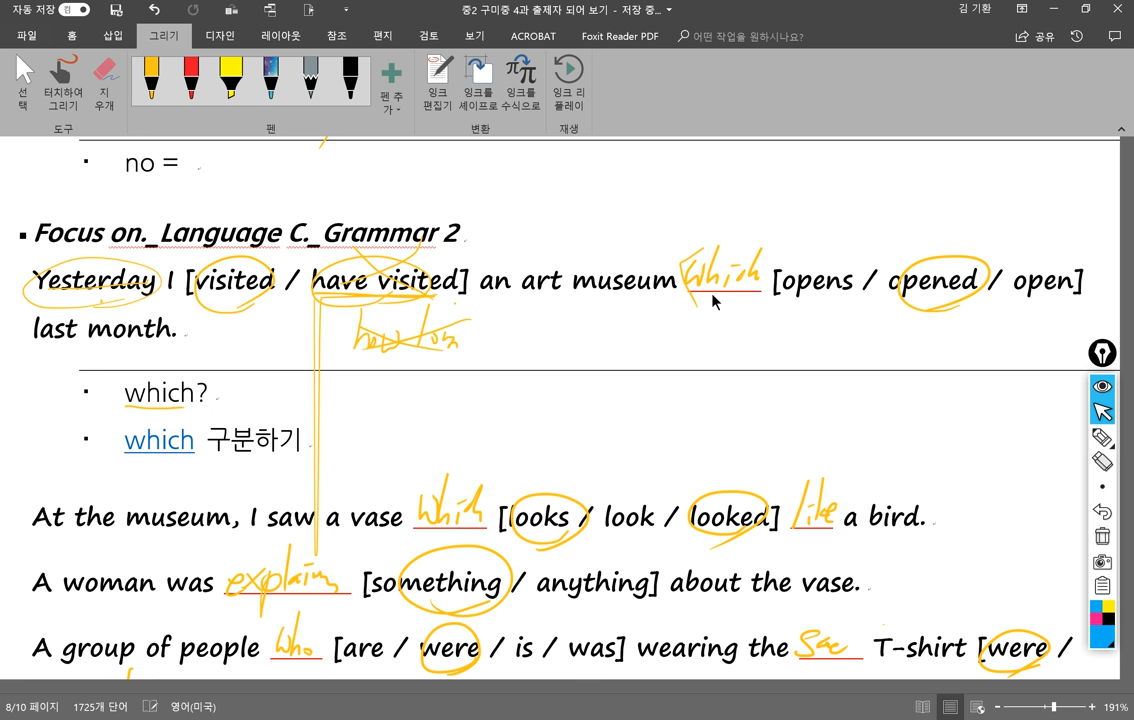 자동 저장 컴 중2 구미중 4과 출제자 되어 보기 - 저장 중... 김 기환
파일 홈 삽입 그리기 디자인 레이아웃 참조 편지 검토 보기 ACROBAT Foxit Reader PDF 어떤 작업을 원하시나요? 공유
선택 터치하여 그리기 지우개 펜 추가 잉크 편집기 잉크를 셰이프로 잉크를 수식으로 잉크 리플레이
도구 펜 변환 재생
· no =
▪ Focus on._Language C._Grammar 2
Yesterday I [visited / have visited] an art museum which [opens / opened / open]
last month.
· which?
· which 구분하기
At the museum, I saw a vase which [looks / look / looked] like a bird.
A woman was explaining [something / anything] about the vase.
A group of people who [are / were / is / was] wearing the T-shirt [were /
8/10 페이지 1725개 단어 영어(미국) 191%